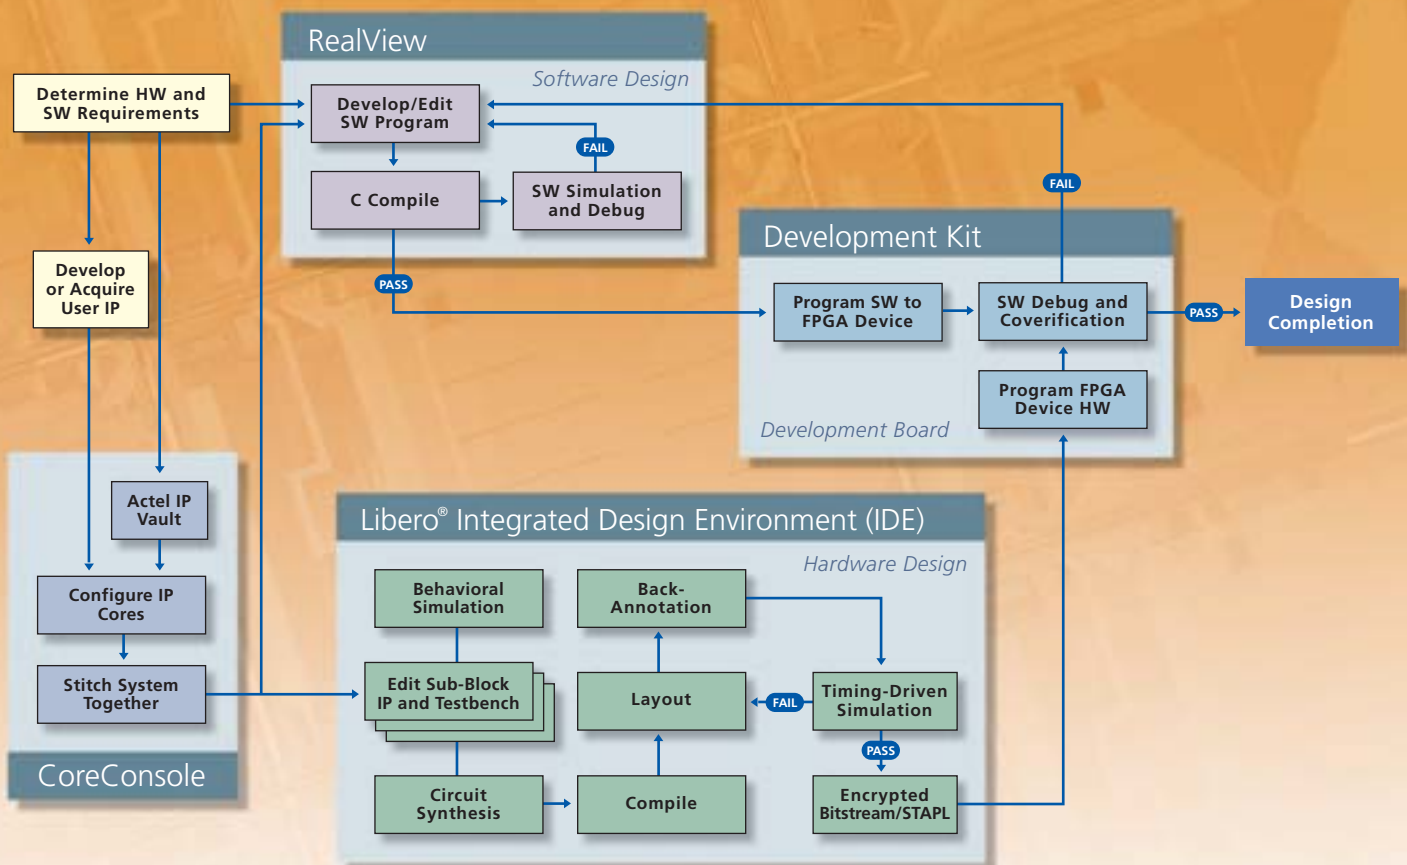 RealView
Software Design
Determine HW and
SW Requirements
Develop/Edit
SW Program
FAIL
C Compile
SW Simulation
and Debug
PASS
Develop
or Acquire
User IP
FAIL
Development Kit
Program SW to
FPGA Device
SW Debug and
Coverification
PASS
Design
Completion
Program FPGA
Device HW
Development Board
Actel IP
Vault
Configure IP
Cores
Stitch System
Together
CoreConsole
Libero® Integrated Design Environment (IDE)
Hardware Design
Behavioral
Simulation
Back-
Annotation
Edit Sub-Block
IP and Testbench
Layout
FAIL
Timing-Driven
Simulation
PASS
Circuit
Synthesis
Compile
Encrypted
Bitstream/STAPL